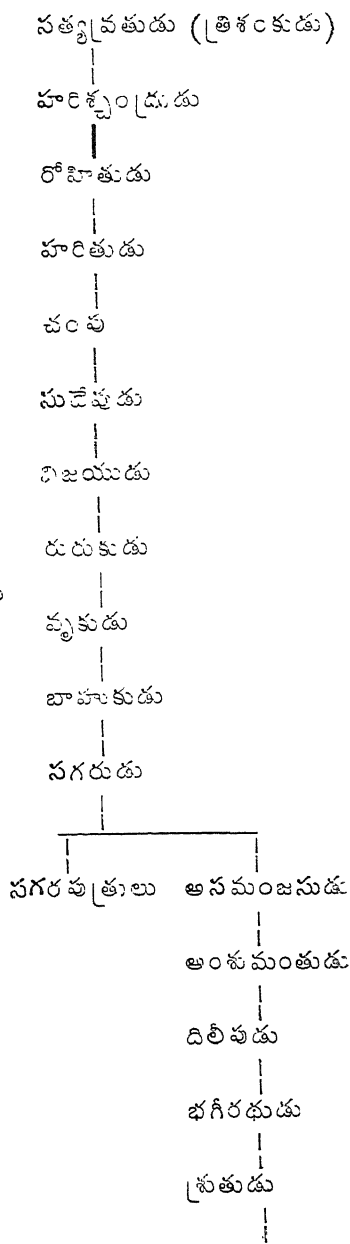 సత్యవ్రతుడు (త్రిశంకుడు)
హరిశ్చంద్రుడు
రోహితుడు
హరితుడు
చంపు
సుదేవుడు
విజయుడు
రురుకుడు
వృకుడు
బాహుకుడు
సగరుడు
సగరపుత్రులు అసమంజసుడు
అంశుమంతుడు
దిలీపుడు
భగీరథుడు
శ్రుతుడు